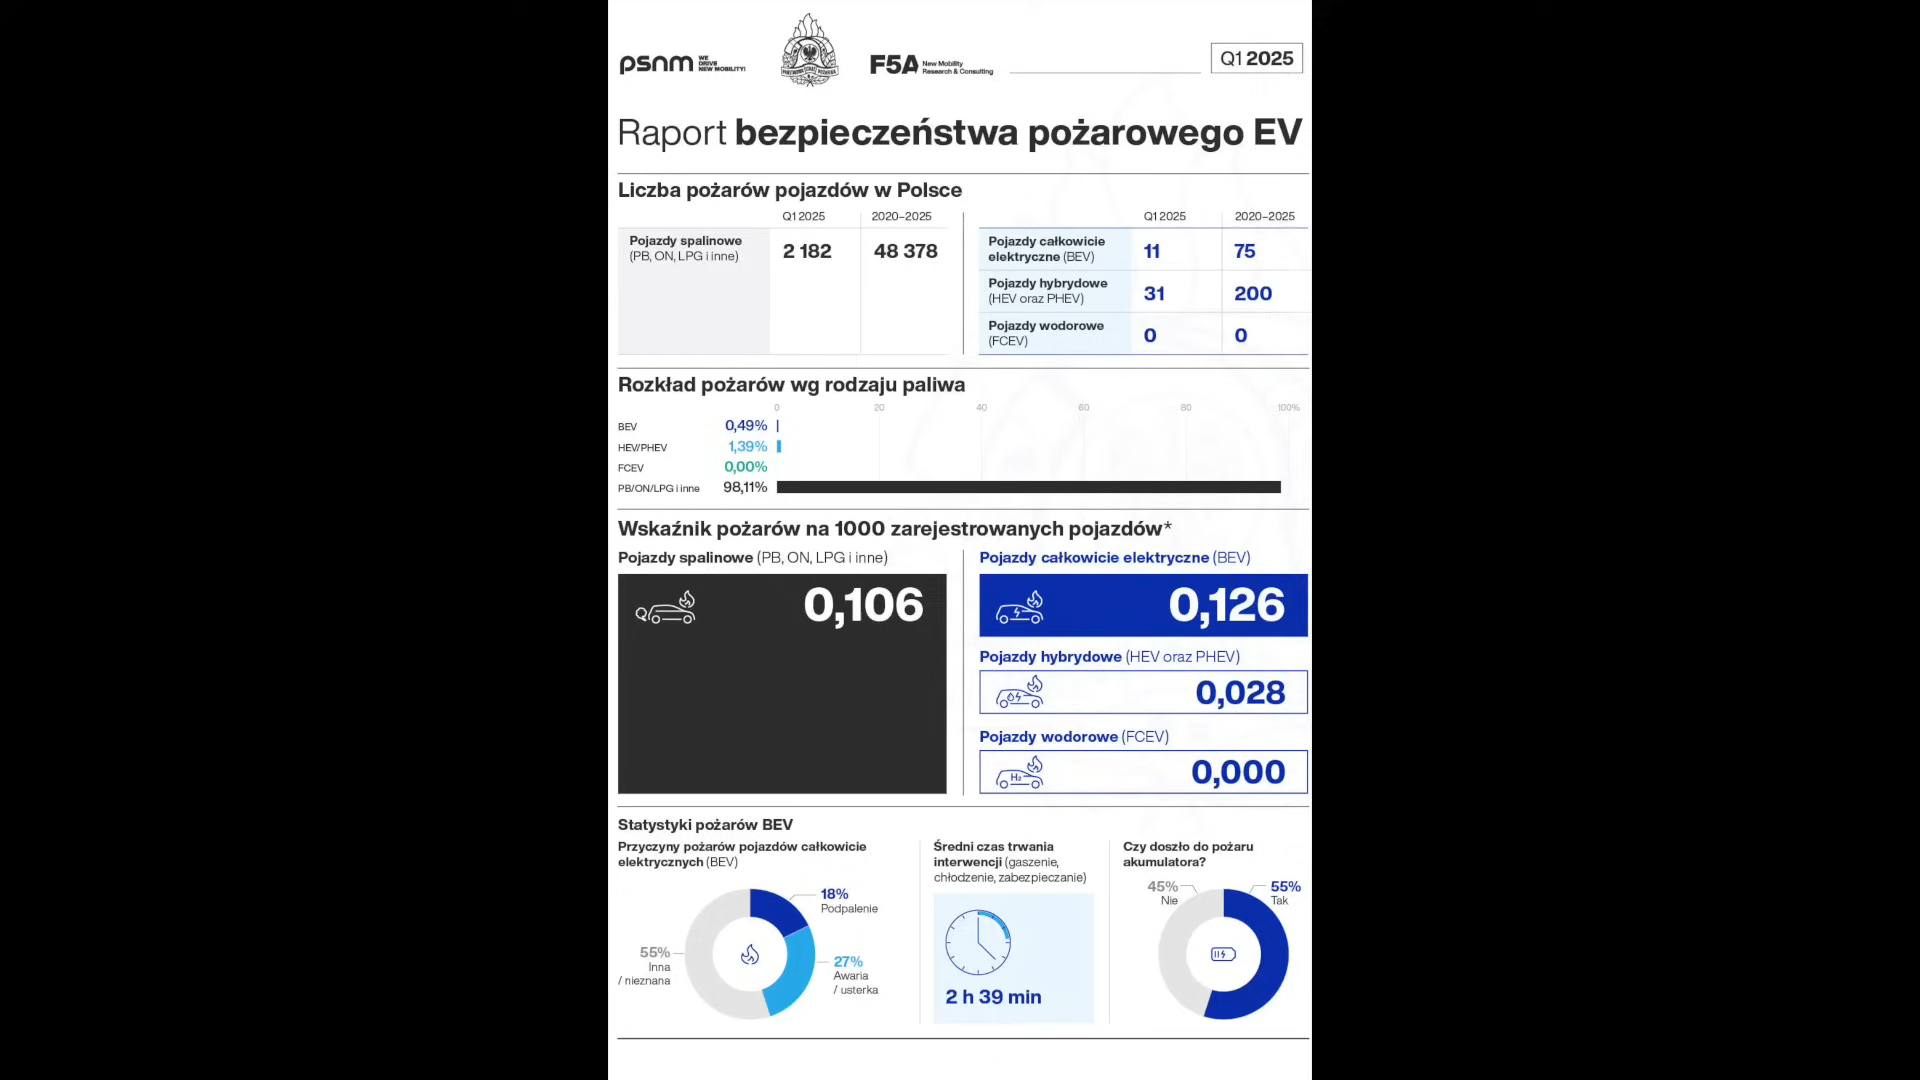 psnm WE DRIVE NEW MOBILITY!
F5A New Mobility Research & Consulting
Q1 2025
Raport bezpieczeństwa pożarowego EV
Liczba pożarów pojazdów w Polsce
Q1 2025 2020–2025
Pojazdy spalinowe
(PB, ON, LPG i inne)
2 182 48 378
Q1 2025 2020–2025
Pojazdy całkowicie
elektryczne (BEV)
11 75
Pojazdy hybrydowe
(HEV oraz PHEV)
31 200
Pojazdy wodorowe
(FCEV)
0 0
Rozkład pożarów wg rodzaju paliwa
0 20 40 60 80 100%
BEV 0,49%
HEV/PHEV 1,39%
FCEV 0,00%
PB/ON/LPG i inne 98,11%
Wskaźnik pożarów na 1000 zarejestrowanych pojazdów*
Pojazdy spalinowe (PB, ON, LPG i inne)
0,106
Pojazdy całkowicie elektryczne (BEV)
0,126
Pojazdy hybrydowe (HEV oraz PHEV)
0,028
Pojazdy wodorowe (FCEV)
H₂
0,000
Statystyki pożarów BEV
Przyczyny pożarów pojazdów całkowicie
elektrycznych (BEV)
18%
Podpalenie
27%
Awaria
/ usterka
55%
Inna
/ nieznana
Średni czas trwania
interwencji (gaszenie,
chłodzenie, zabezpieczanie)
2 h 39 min
Czy doszło do pożaru
akumulatora?
45%
Nie
55%
Tak